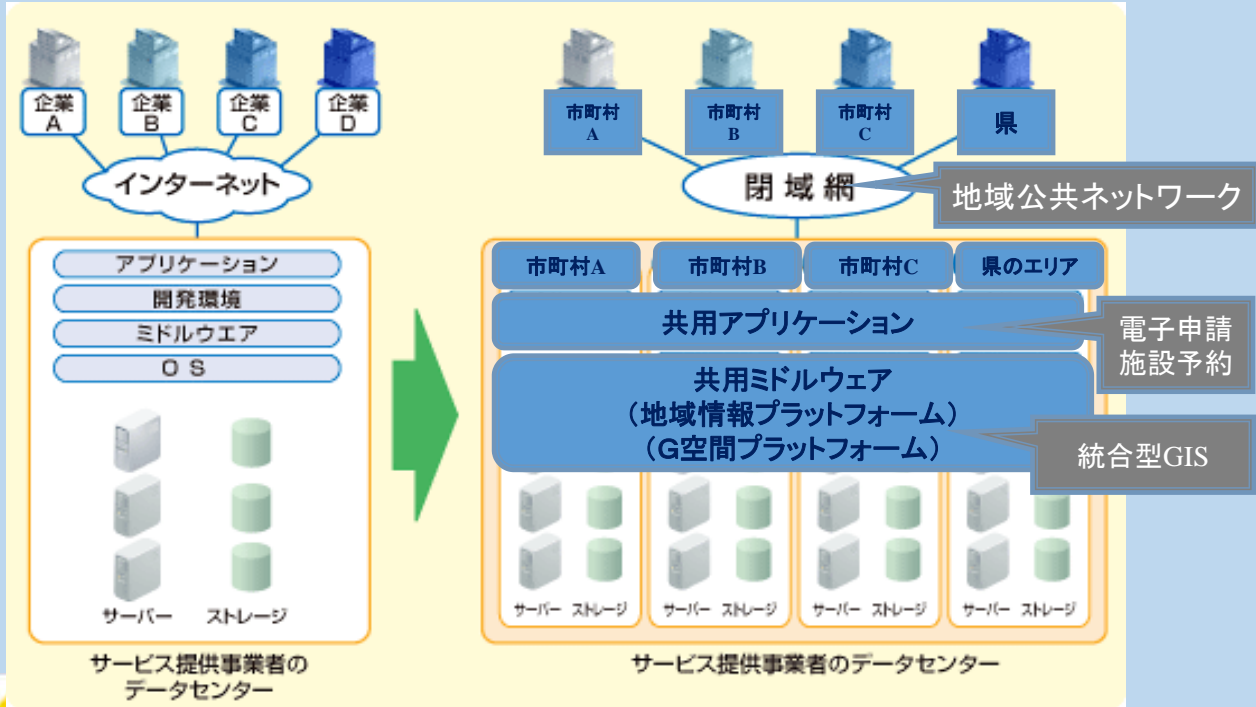 企業
A
企業
B
企業
C
企業
D
インターネット
アプリケーション
開発環境
ミドルウエア
OS
サーバー
ストレージ
サービス提供事業者の
データセンター
市町村
A
市町村
B
市町村
C
県
閉域網
地域公共ネットワーク
市町村A
市町村B
市町村C
県のエリア
共用アプリケーション
電子申請
施設予約
共用ミドルウェア
（地域情報プラットフォーム）
（G空間プラットフォーム）
統合型GIS
サーバー ストレージ
サーバー ストレージ
サーバー ストレージ
サーバー ストレージ
サービス提供事業者のデータセンター